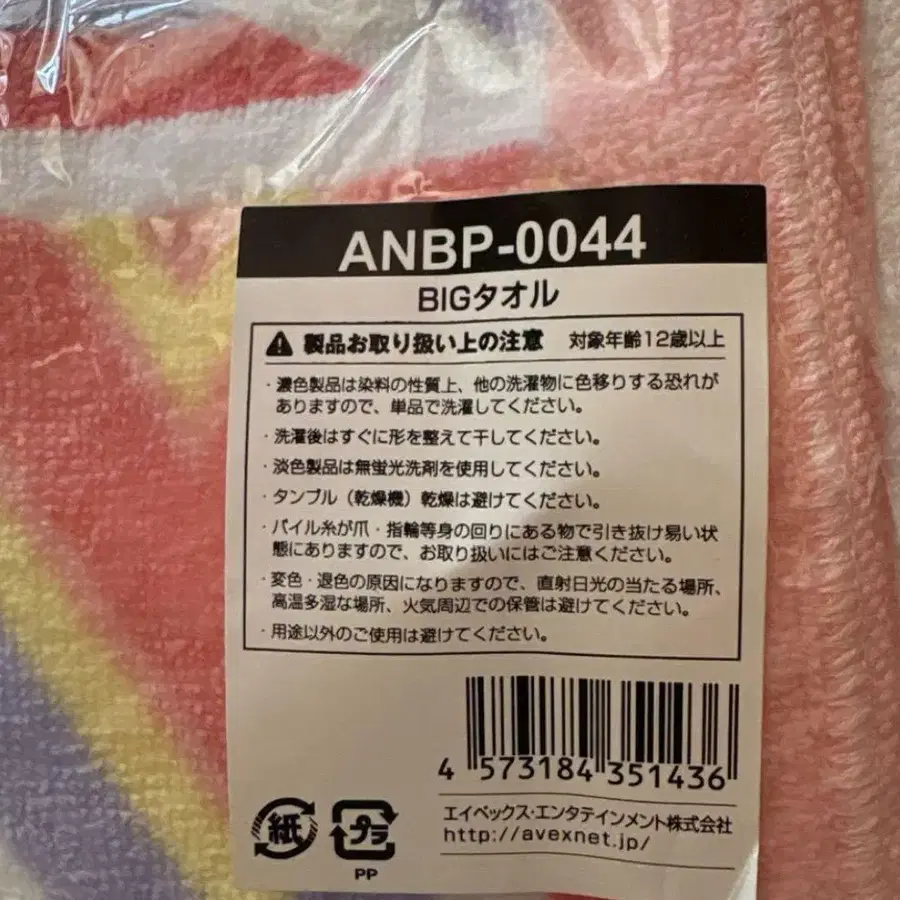 ANBP-0044
BIGタオル
製品お取り扱い上の注意 対象年齢12歳以上
・濃色製品は染料の性質上、他の洗濯物に色移りする恐れが
ありますので、単品で洗濯してください。
・洗濯後はすぐに形を整えて干してください。
・淡色製品は無蛍光洗剤を使用してください。
・タンブル（乾燥機）乾燥は避けてください。
・パイル糸が爪・指輪等身の回りにある物で引き抜け易い状
態にありますので、お取り扱いにはご注意ください。
・変色・退色の原因になりますので、直射日光の当たる場所、
高温多湿な場所、火気周辺での保管は避けてください。
・用途以外のご使用は避けてください。
4 573184 351436
紙 プラ
PP
エイベックス・エンタテインメント株式会社
http://avexnet.jp/